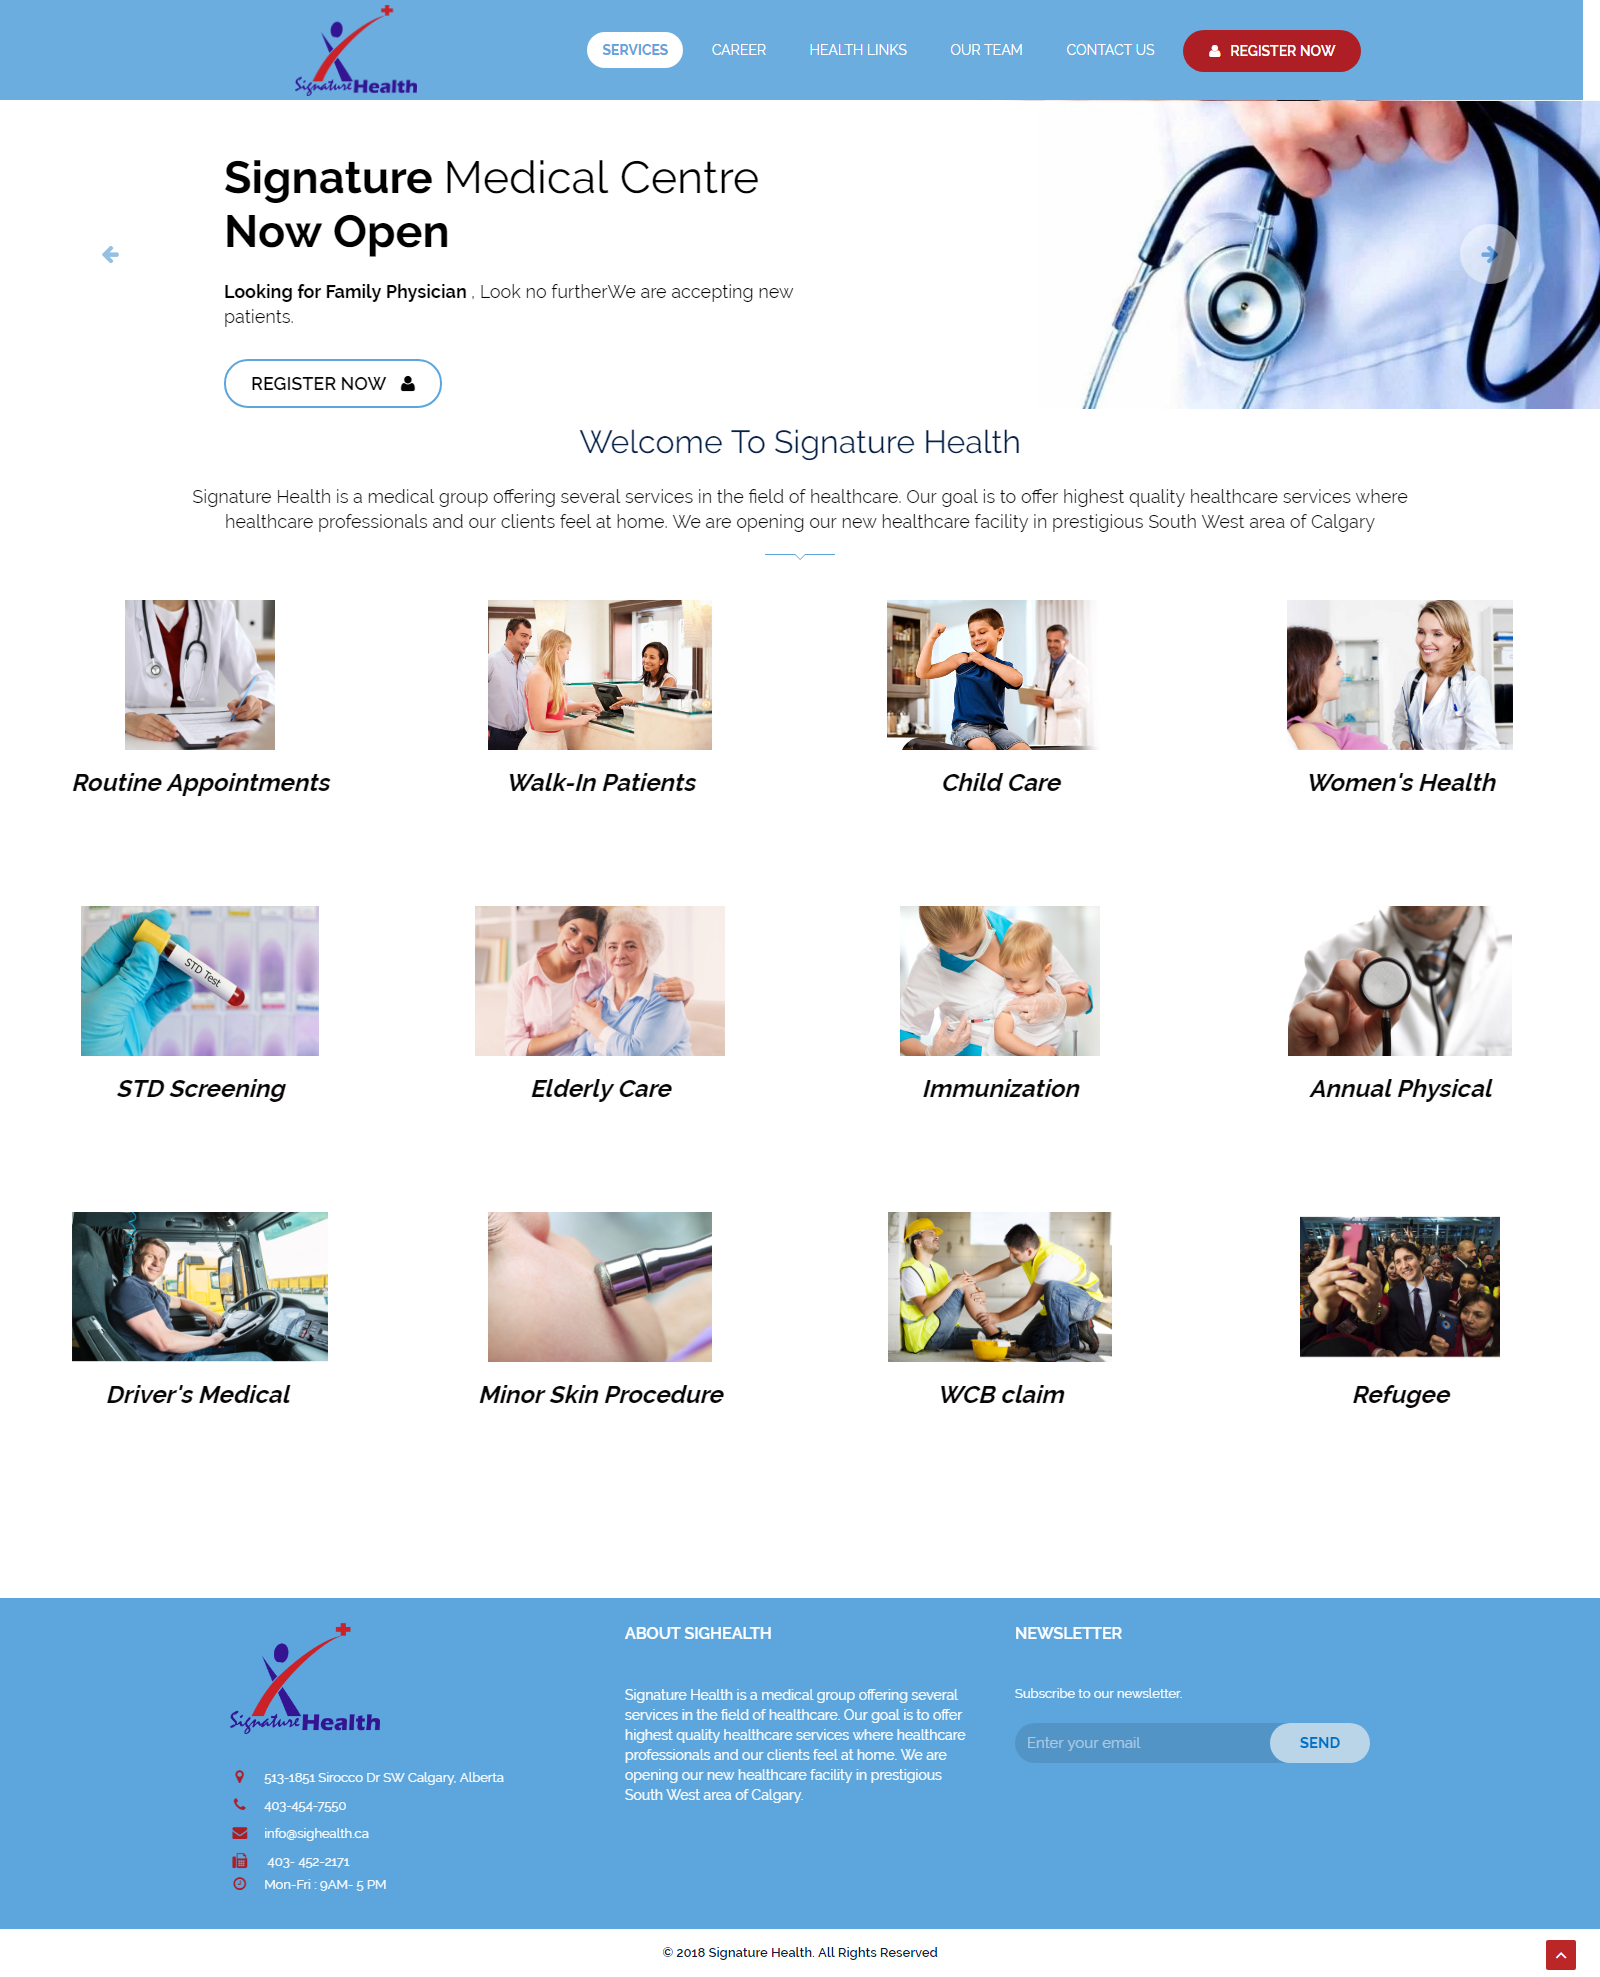 Signature Health
SERVICES
CAREER
HEALTH LINKS
OUR TEAM
CONTACT US
REGISTER NOW
Signature Medical Centre
Now Open
Looking for Family Physician , Look no furtherWe are accepting new
patients.
REGISTER NOW
Welcome To Signature Health
Signature Health is a medical group offering several services in the field of healthcare. Our goal is to offer highest quality healthcare services where
healthcare professionals and our clients feel at home. We are opening our new healthcare facility in prestigious South West area of Calgary
Routine Appointments
Walk-In Patients
Child Care
Women's Health
STD Test
STD Screening
Elderly Care
Immunization
Annual Physical
Driver's Medical
Minor Skin Procedure
WCB claim
Refugee
Signature Health
513-1851 Sirocco Dr SW Calgary, Alberta
403-454-7550
info@sighealth.ca
403- 452-2171
Mon-Fri : 9AM- 5 PM
ABOUT SIGHEALTH
Signature Health is a medical group offering several
services in the field of healthcare. Our goal is to offer
highest quality healthcare services where healthcare
professionals and our clients feel at home. We are
opening our new healthcare facility in prestigious
South West area of Calgary.
NEWSLETTER
Subscribe to our newsletter.
Enter your email
SEND
© 2018 Signature Health. All Rights Reserved